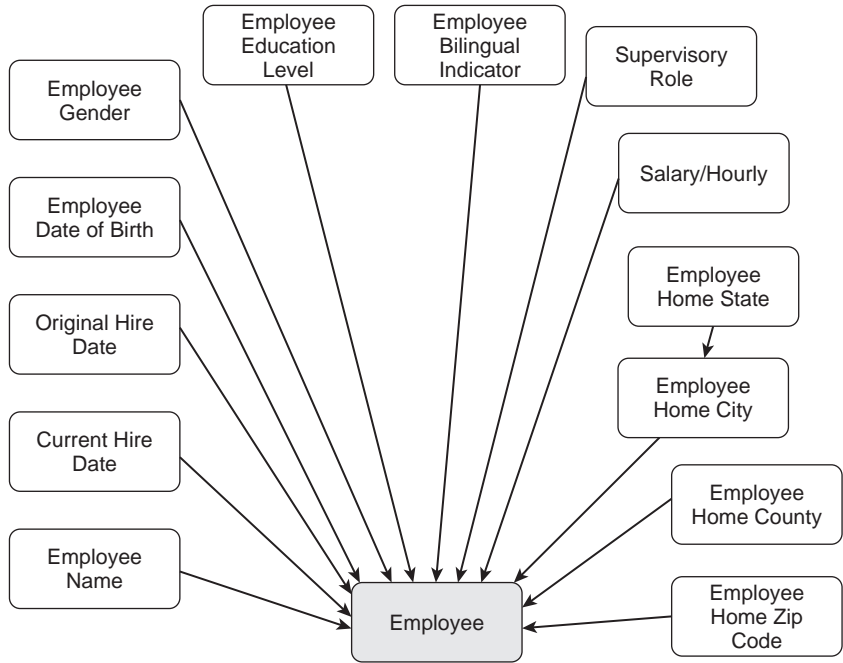 Employee
Education
Level
Employee
Bilingual
Indicator
Supervisory
Role
Employee
Gender
Salary/Hourly
Employee
Date of Birth
Employee
Home State
Original Hire
Date
Employee
Home City
Current Hire
Date
Employee
Home County
Employee
Name
Employee
Employee
Home Zip
Code